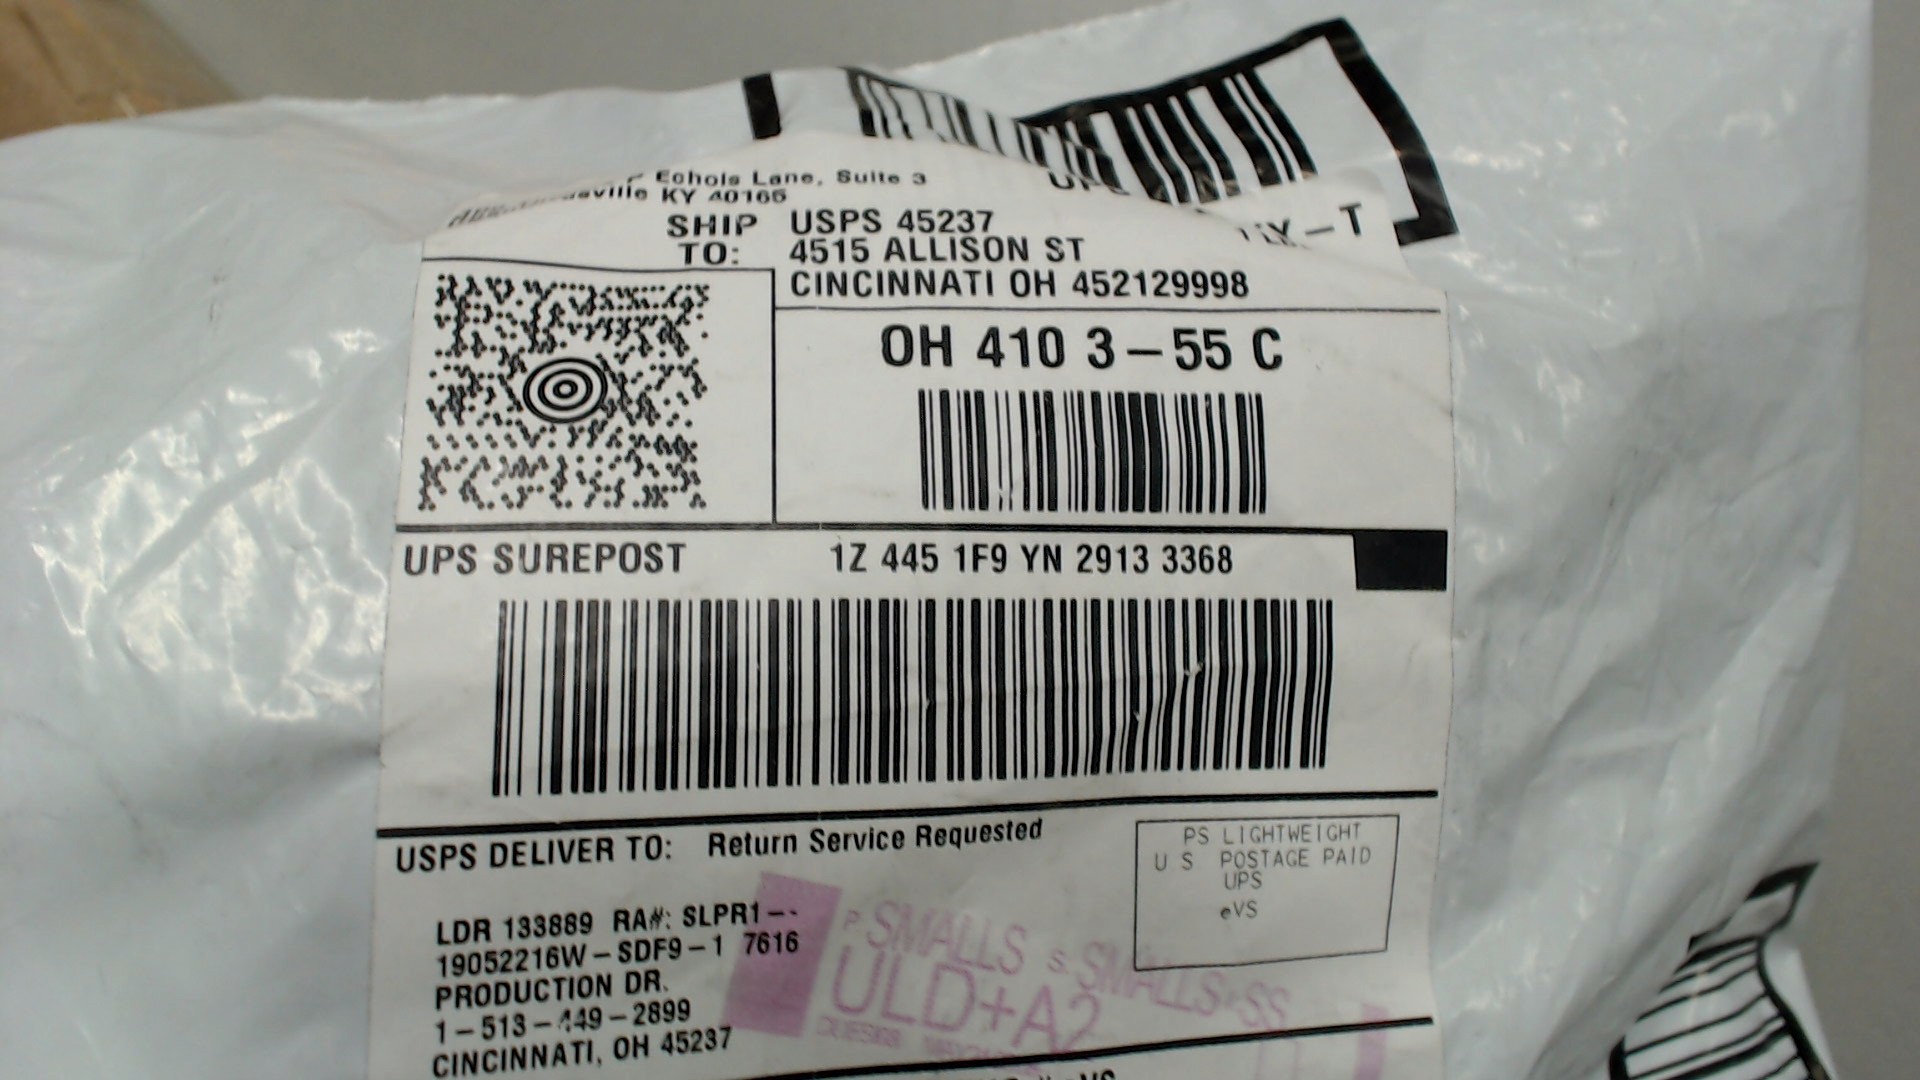 Echols Lane, Suite 3
KY 40165
SHIP TO: USPS 45237
4515 ALLISON ST
CINCINNATI OH 452129998
OH 410 3-55 C
UPS SUREPOST 1Z 445 1F9 YN 2913 3368
USPS DELIVER TO: Return Service Requested
PS LIGHTWEIGHT
U S POSTAGE PAID
UPS
eVS
LDR 133889 RA#: SLPR1--
19052216W-SDF9-1 7616
PRODUCTION DR.
1-513-449-2899
CINCINNATI, OH 45237
P SMALLS S: SMALLS SS
ULD+A2